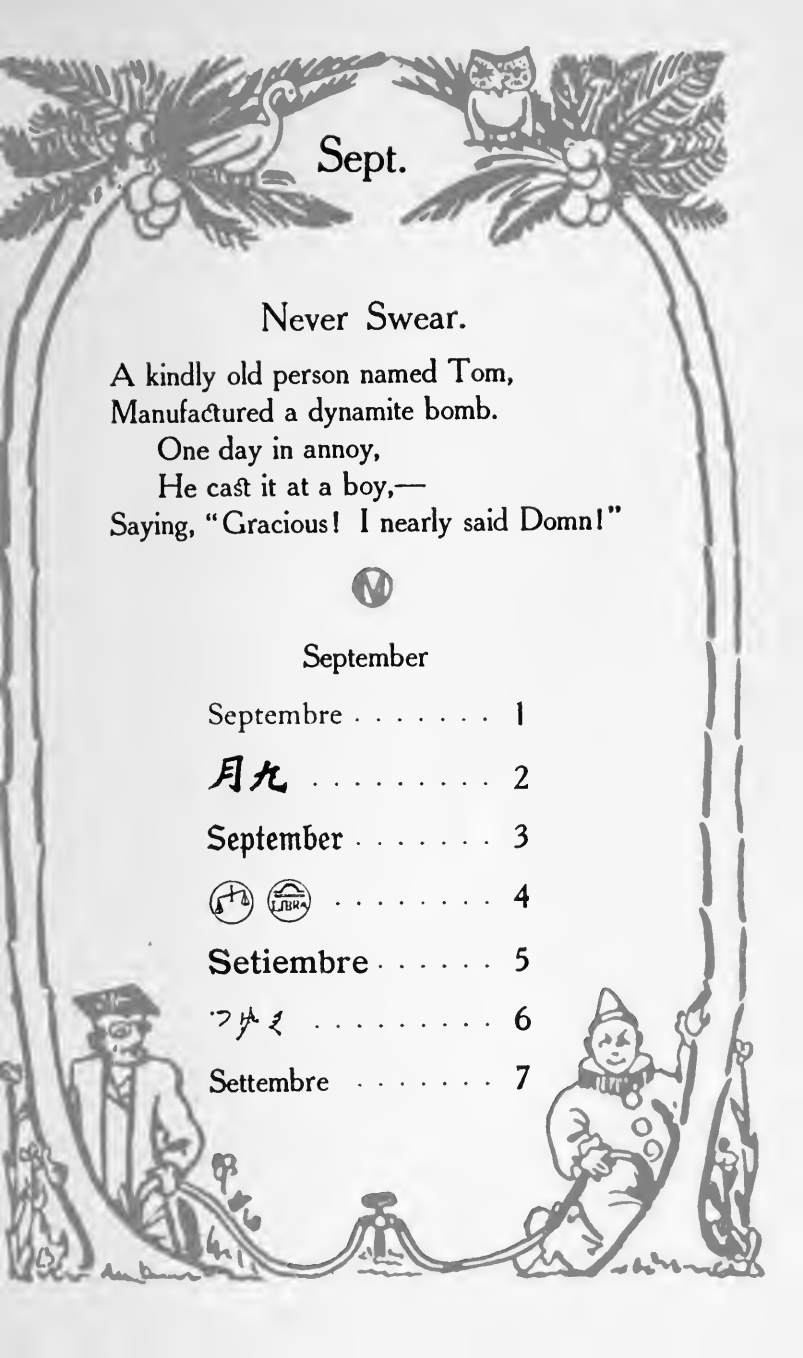 Sept.
Never Swear.
A kindly old person named Tom,
Manufactured a dynamite bomb.
One day in annoy,
He cast it at a boy,—
Saying, "Gracious! I nearly said Domn!"
M
September
Septembre . . . . . . . 1
月九 . . . . . . . . . 2
September . . . . . . . 3
LIBRA . . . . . . . . 4
Setiembre . . . . . . 5
. . . . . . . . . 6
Settembre . . . . . . . 7